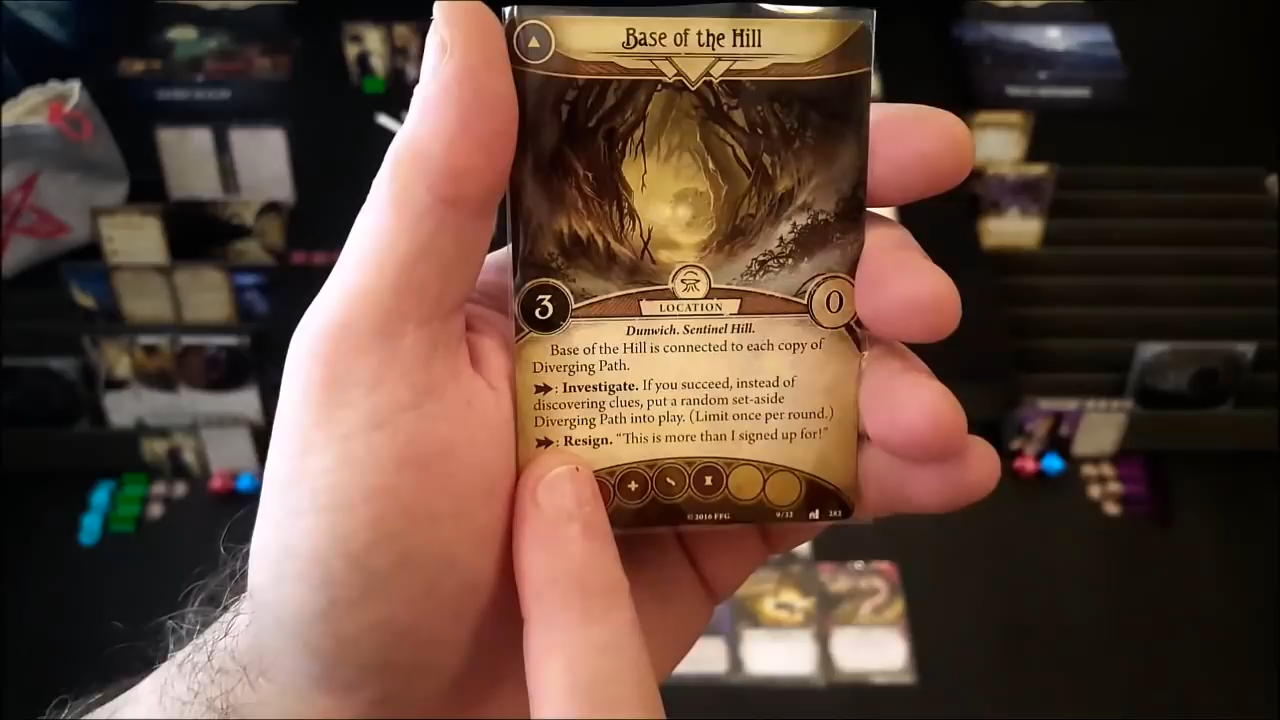 Base of the Hill
3
LOCATION
0
Dunwich. Sentinel Hill.
Base of the Hill is connected to each copy of
Diverging Path.
: Investigate. If you succeed, instead of
discovering clues, put a random set-aside
Diverging Path into play. (Limit once per round.)
: Resign. "This is more than I signed up for!"
©2016 FFG
9/32
282